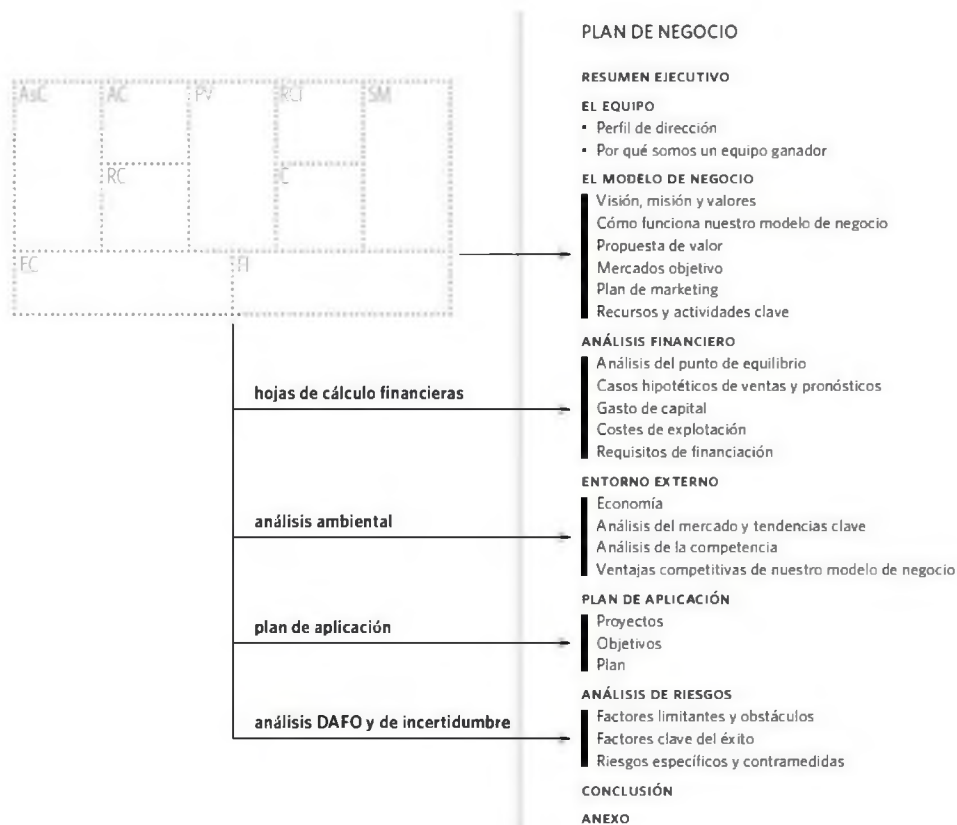 AsC
AC
PV
RCl
SM
RC
C
EC
FI
hojas de cálculo financieras
análisis ambiental
plan de aplicación
análisis DAFO y de incertidumbre
PLAN DE NEGOCIO
RESUMEN EJECUTIVO
EL EQUIPO
• Perfil de dirección
• Por qué somos un equipo ganador
EL MODELO DE NEGOCIO
Visión, misión y valores
Cómo funciona nuestro modelo de negocio
Propuesta de valor
Mercados objetivo
Plan de marketing
Recursos y actividades clave
ANÁLISIS FINANCIERO
Análisis del punto de equilibrio
Casos hipotéticos de ventas y pronósticos
Gasto de capital
Costes de explotación
Requisitos de financiación
ENTORNO EXTERNO
Economía
Análisis del mercado y tendencias clave
Análisis de la competencia
Ventajas competitivas de nuestro modelo de negocio
PLAN DE APLICACIÓN
Proyectos
Objetivos
Plan
ANÁLISIS DE RIESGOS
Factores limitantes y obstáculos
Factores clave del éxito
Riesgos específicos y contramedidas
CONCLUSIÓN
ANEXO